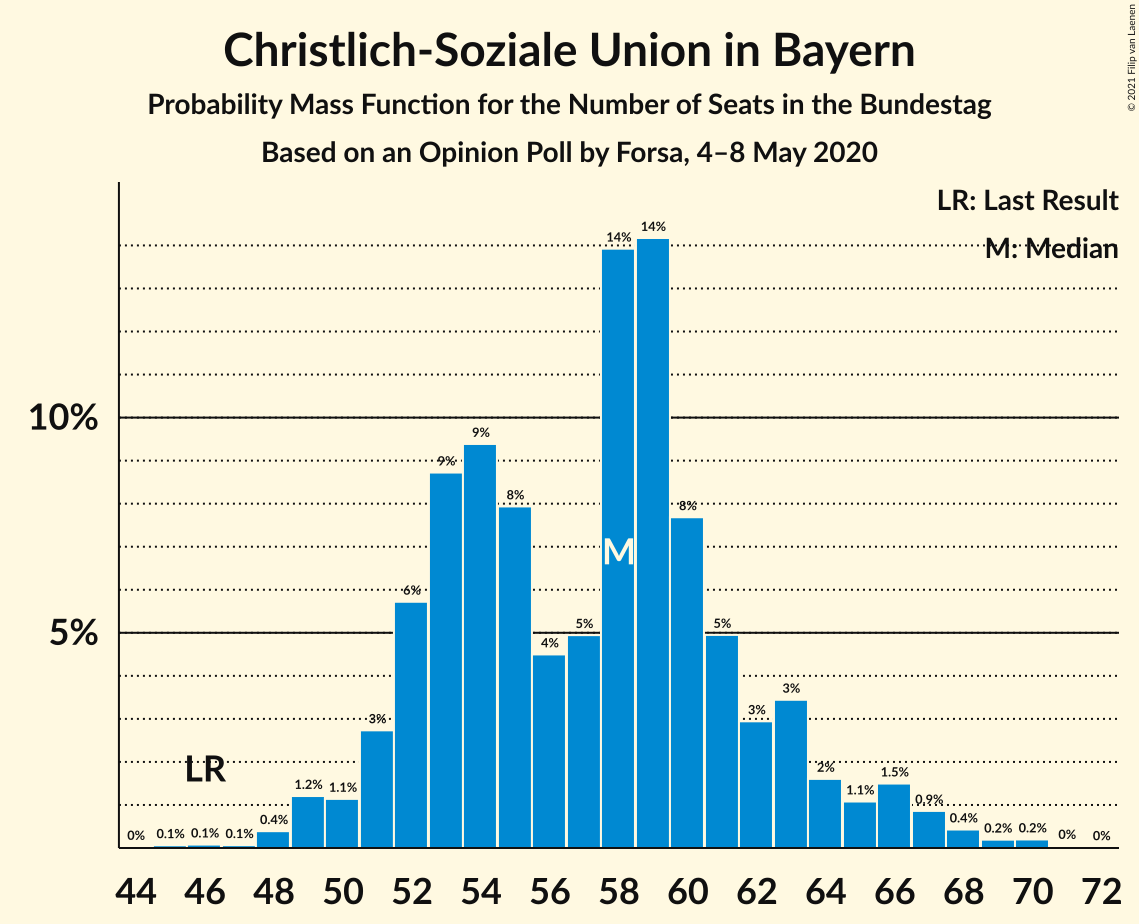 Christlich-Soziale Union in Bayern
Probability Mass Function for the Number of Seats in the Bundestag
Based on an Opinion Poll by Forsa, 4–8 May 2020
© 2021 Filip van Laenen
LR: Last Result
M: Median
10%
5%
LR
M
0% 0.1% 0.1% 0.1% 0.4% 1.2% 1.1% 3% 6% 9% 9% 8% 4% 5% 14% 14% 8% 5% 3% 3% 2% 1.1% 1.5% 0.9% 0.4% 0.2% 0.2% 0% 0%
44 46 48 50 52 54 56 58 60 62 64 66 68 70 72